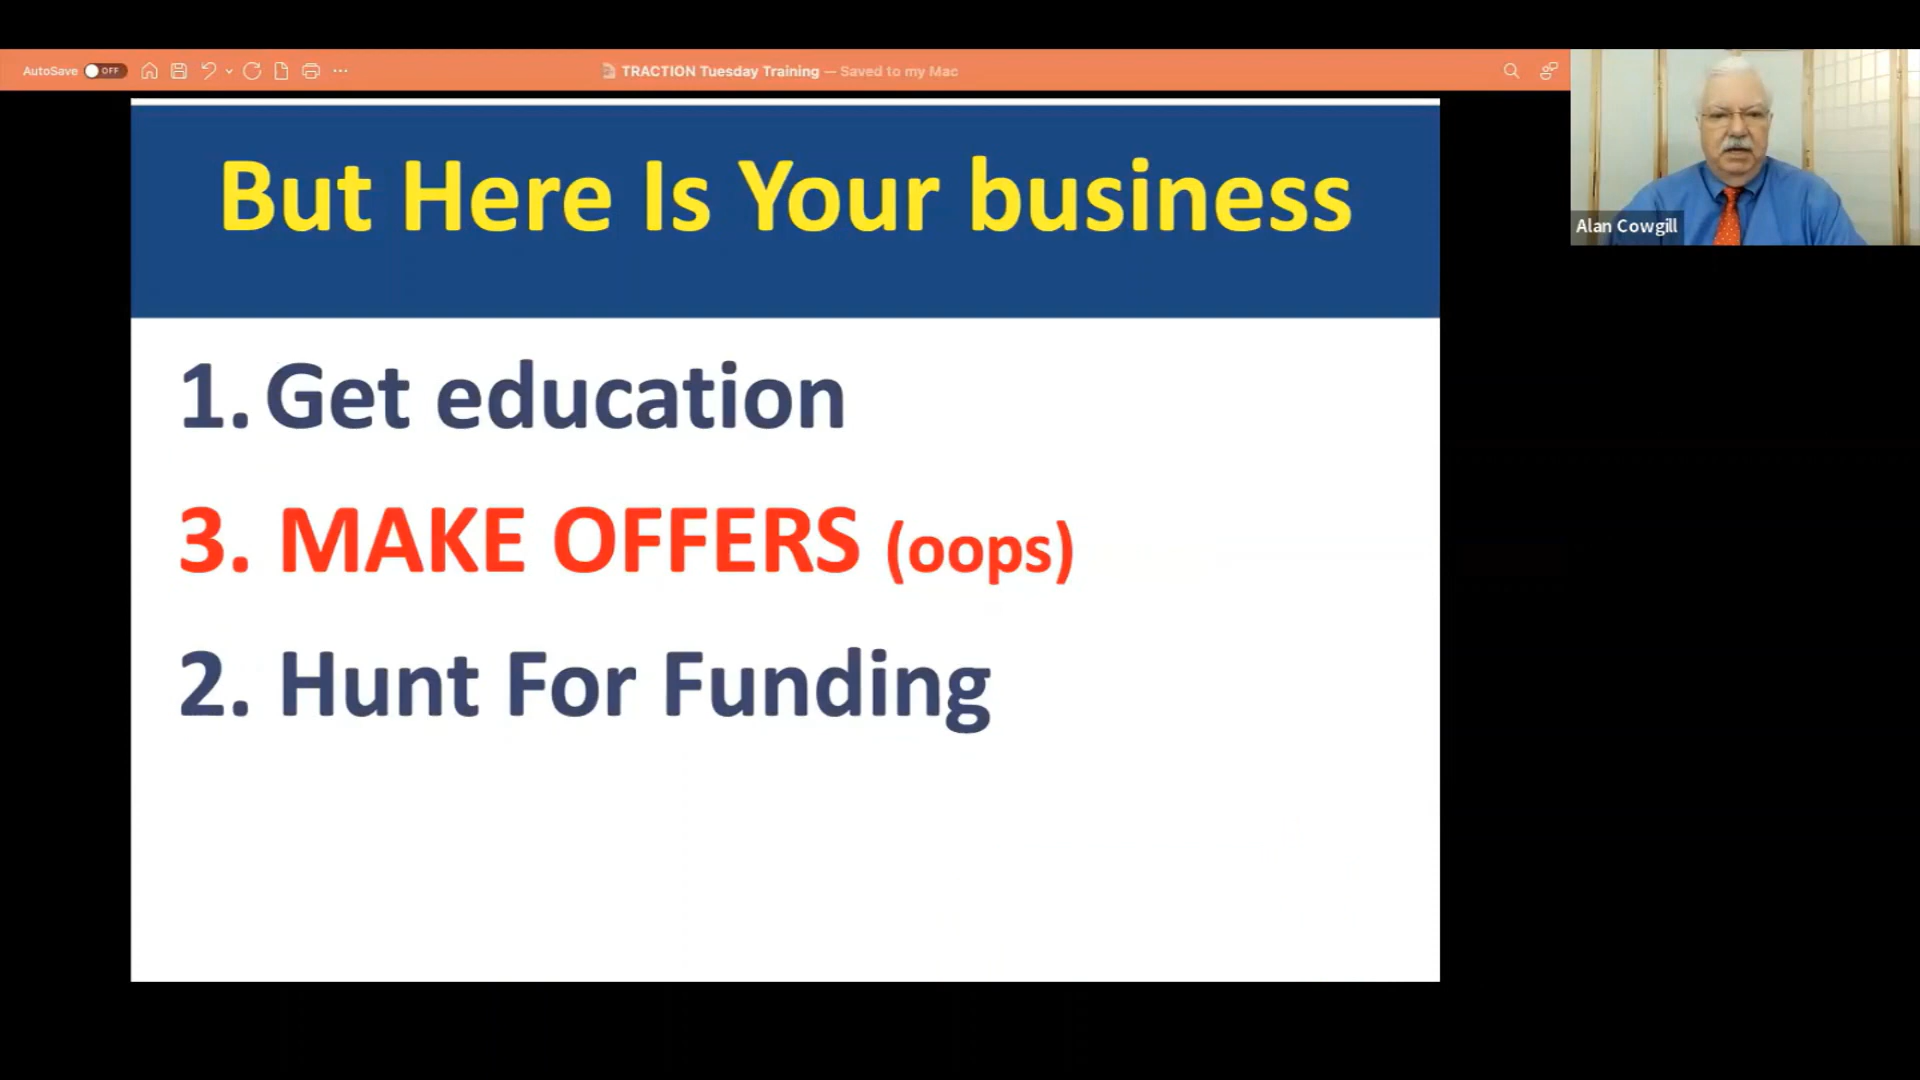 AutoSave OFF
TRACTION Tuesday Training — Saved to my Mac
But Here Is Your business
Alan Cowgill
1. Get education
3. MAKE OFFERS (oops)
2. Hunt For Funding